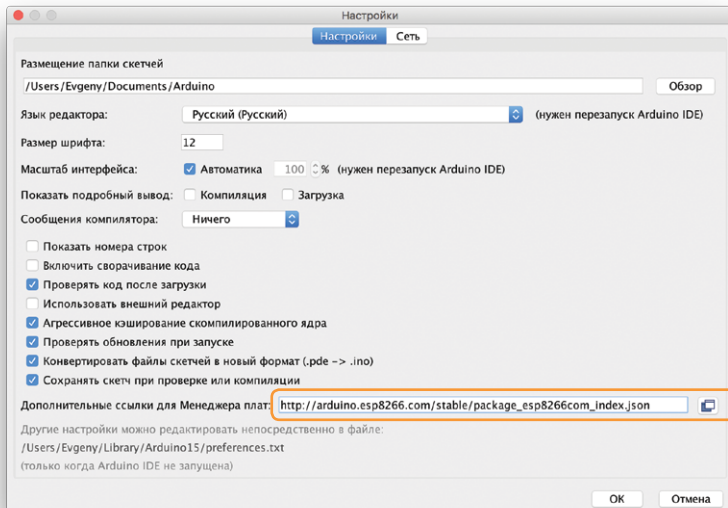 Настройки
Настройки Сеть
Размещение папки скетчей
/Users/Evgeny/Documents/Arduino Обзор
Язык редактора: Русский (Русский) (нужен перезапуск Arduino IDE)
Размер шрифта: 12
Масштаб интерфейса: Автоматика 100 % (нужен перезапуск Arduino IDE)
Показать подробный вывод: Компиляция Загрузка
Сообщения компилятора: Ничего
Показать номера строк
Включить сворачивание кода
Проверять код после загрузки
Использовать внешний редактор
Агрессивное кэширование скомпилированного ядра
Проверять обновления при запуске
Конвертировать файлы скетчей в новый формат (.pde -> .ino)
Сохранять скетч при проверке или компиляции
Дополнительные ссылки для Менеджера плат: http://arduino.esp8266.com/stable/package_esp8266com_index.json
Другие настройки можно редактировать непосредственно в файле:
/Users/Evgeny/Library/Arduino15/preferences.txt
(только когда Arduino IDE не запущена)
OK Отмена